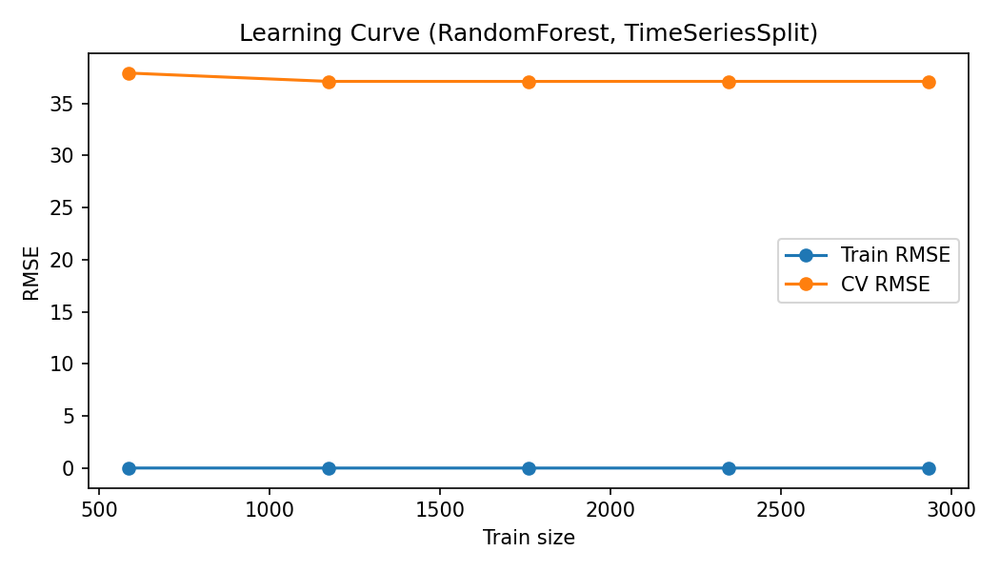 Learning Curve (RandomForest, TimeSeriesSplit)
RMSE
35
30
25
20
15
10
5
0
Train RMSE
CV RMSE
500 1000 1500 2000 2500 3000
Train size